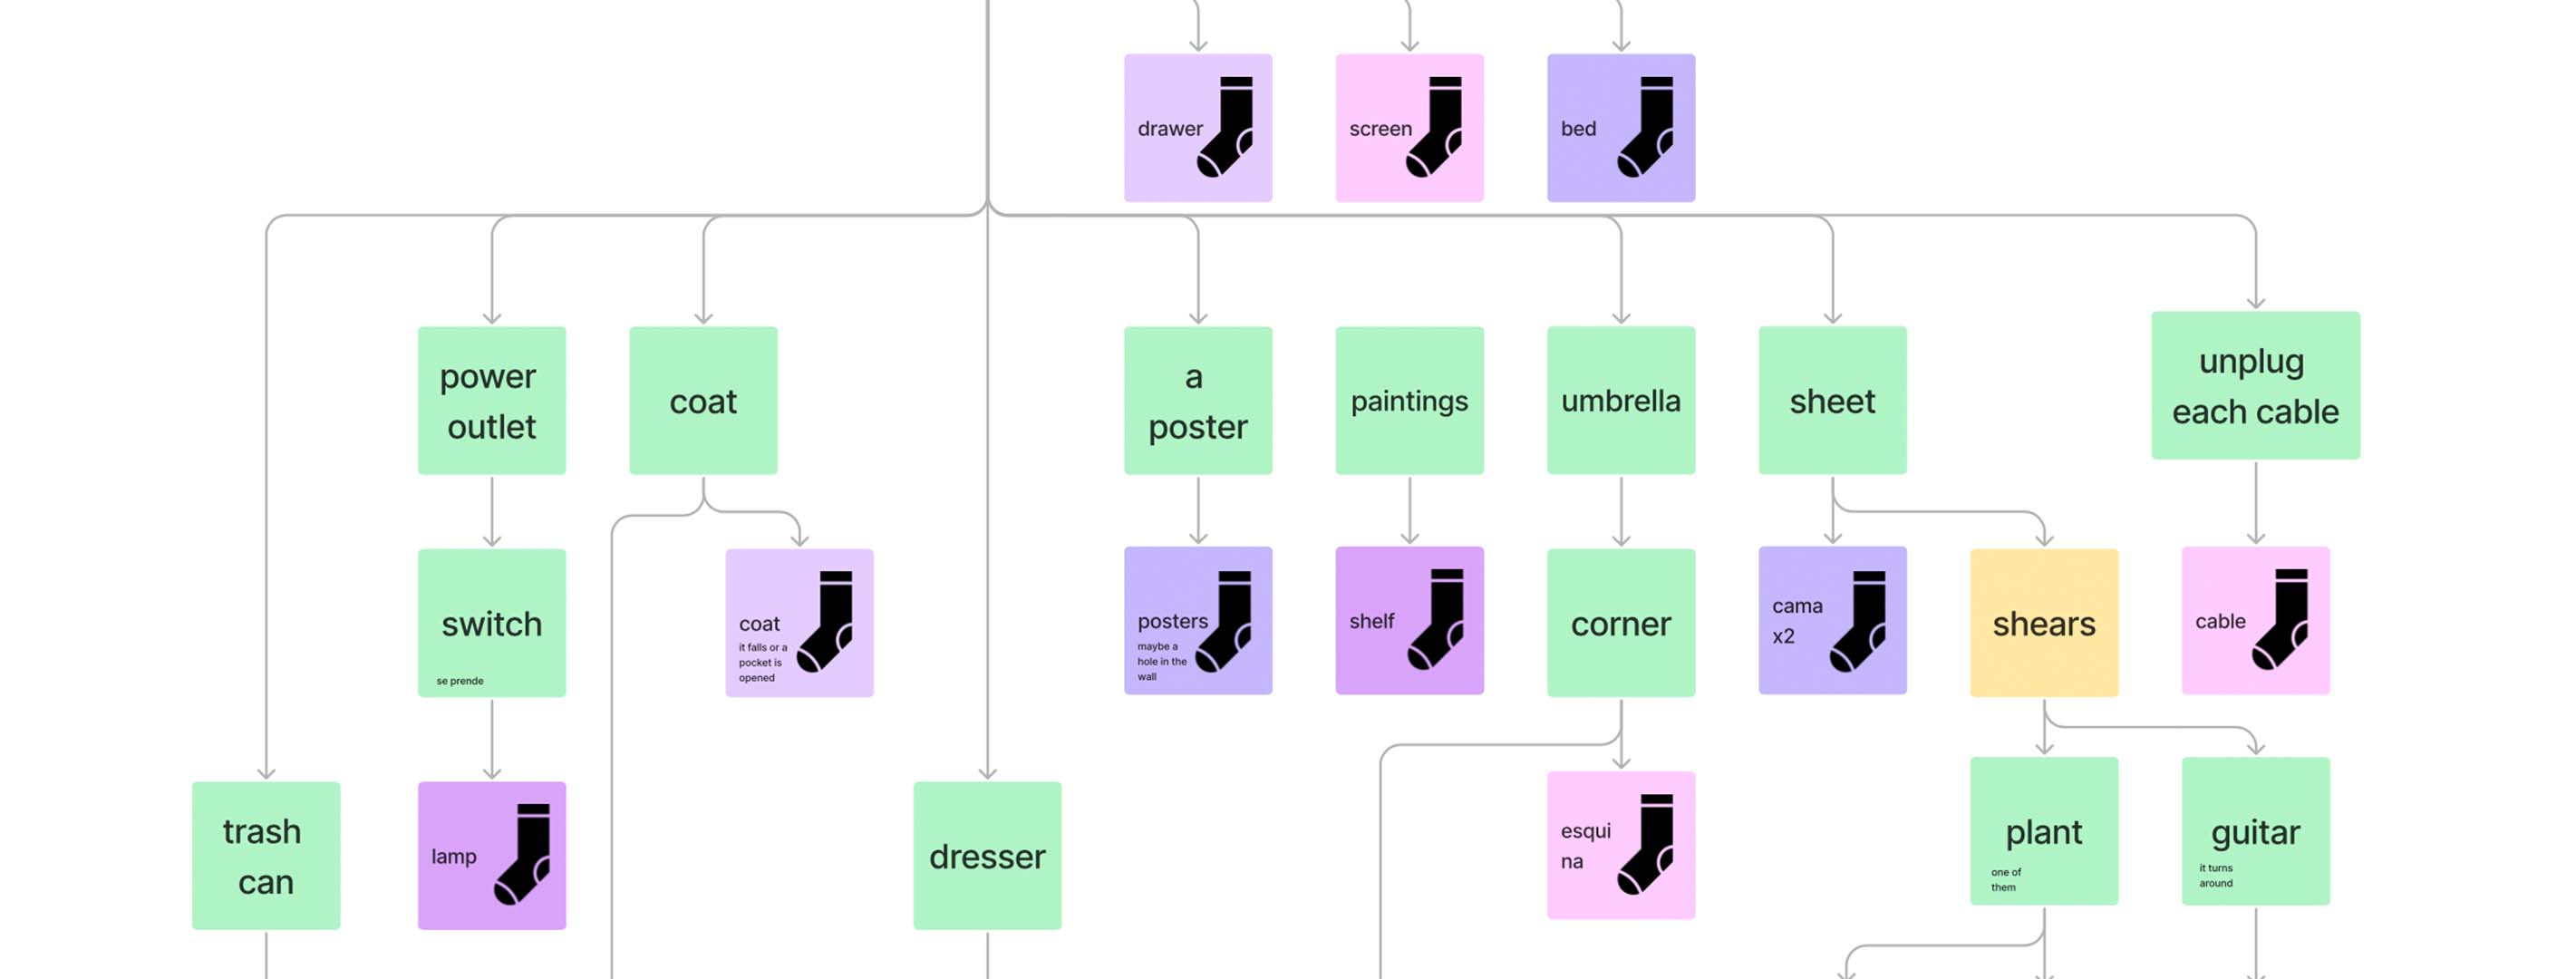 drawer
screen
bed
power
outlet
coat
a
poster
paintings
umbrella
sheet
unplug
each cable
switch
se prende
coat
it falls or a
pocket is
opened
posters
maybe a
hole in the
wall
shelf
corner
cama
x2
shears
cable
trash
can
lamp
dresser
esqui
na
plant
one of
them
guitar
it turns
around